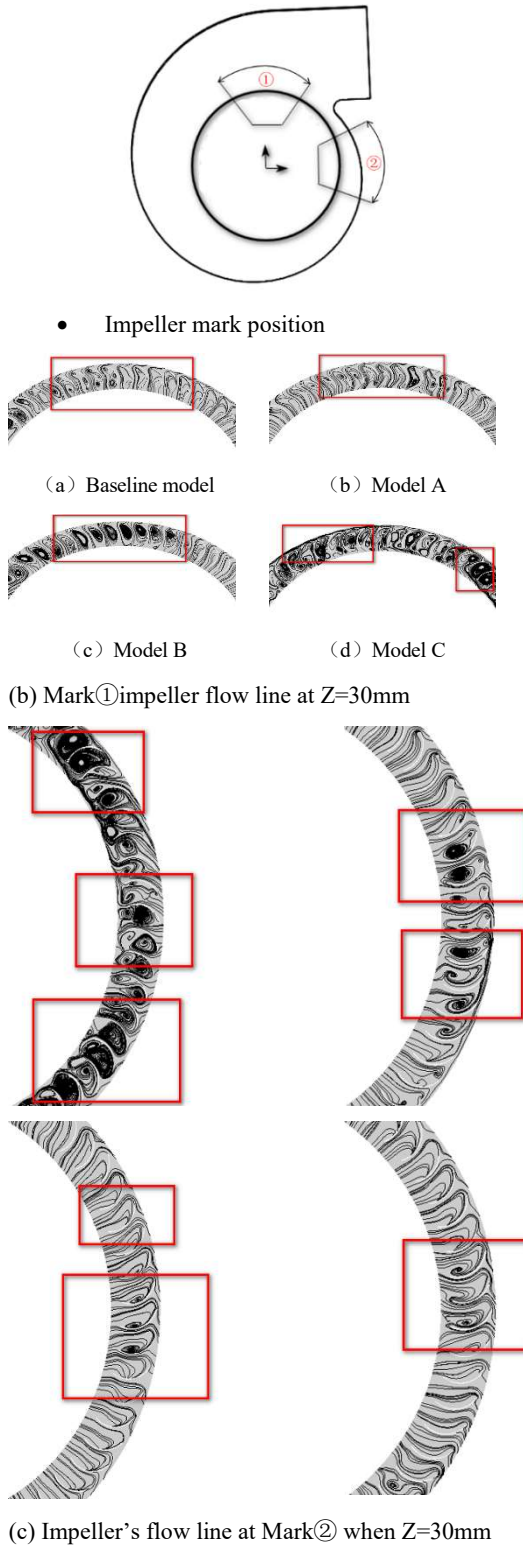 ①
②
• Impeller mark position
（a）Baseline model （b）Model A
（c）Model B （d）Model C
(b) Mark①impeller flow line at Z=30mm
(c) Impeller’s flow line at Mark② when Z=30mm